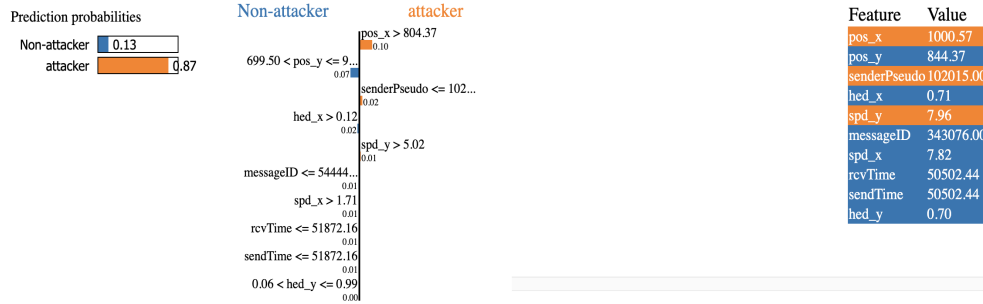 Prediction probabilities
Non-attacker 0.13
attacker 0.87
Non-attacker attacker
pos_x > 804.37
0.10
699.50 < pos_y <= 9...
0.07
senderPseudo <= 102...
0.02
hed_x > 0.12
0.02
spd_y > 5.02
0.01
messageID <= 54444...
0.01
spd_x > 1.71
0.01
rcvTime <= 51872.16
0.01
sendTime <= 51872.16
0.01
0.06 < hed_y <= 0.99
0.00
Feature Value
pos_x 1000.57
pos_y 844.37
senderPseudo 102015.00
hed_x 0.71
spd_y 7.96
messageID 343076.00
spd_x 7.82
rcvTime 50502.44
sendTime 50502.44
hed_y 0.70